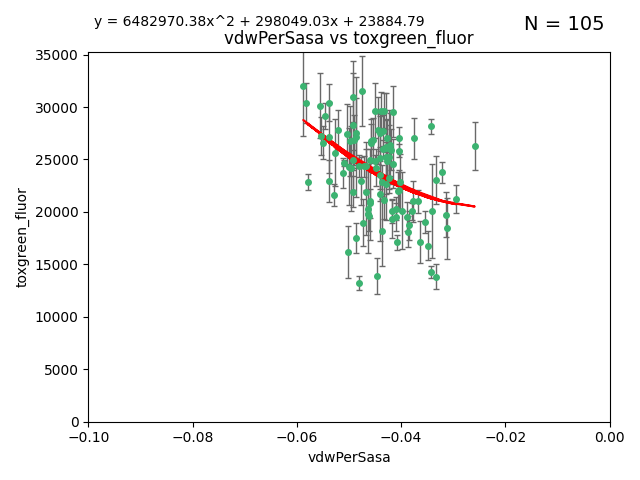 y = 6482970.38x^2 + 298049.03x + 23884.79
N = 105
vdwPerSasa vs toxgreen_fluor
35000
30000
25000
20000
15000
10000
5000
0
toxgreen_fluor
−0.10 −0.08 −0.06 −0.04 −0.02 0.00
vdwPerSasa